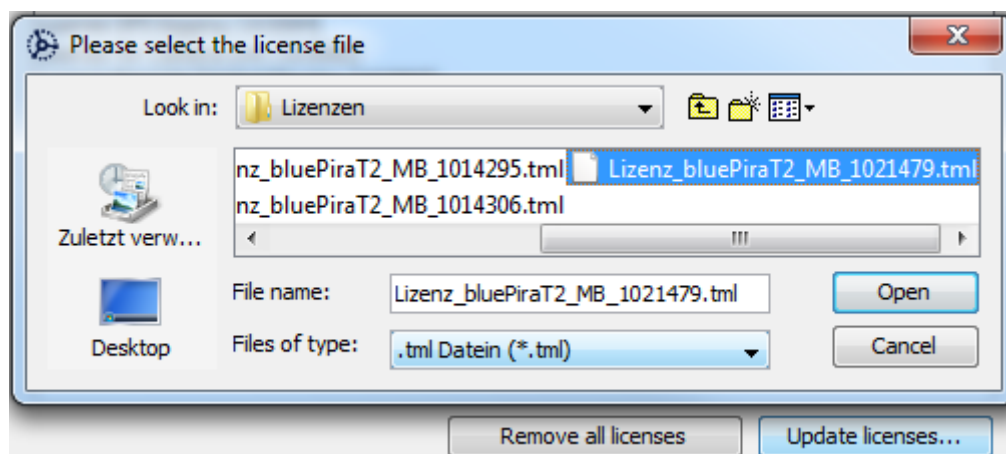 Please select the license file
Look in:
Lizenzen
nz_bluePiraT2_MB_1014295.tml
Lizenz_bluePiraT2_MB_1021479.tml
nz_bluePiraT2_MB_1014306.tml
Zuletzt verw...
Desktop
File name:
Lizenz_bluePiraT2_MB_1021479.tml
Open
Files of type:
.tml Datein (*.tml)
Cancel
Remove all licenses
Update licenses...